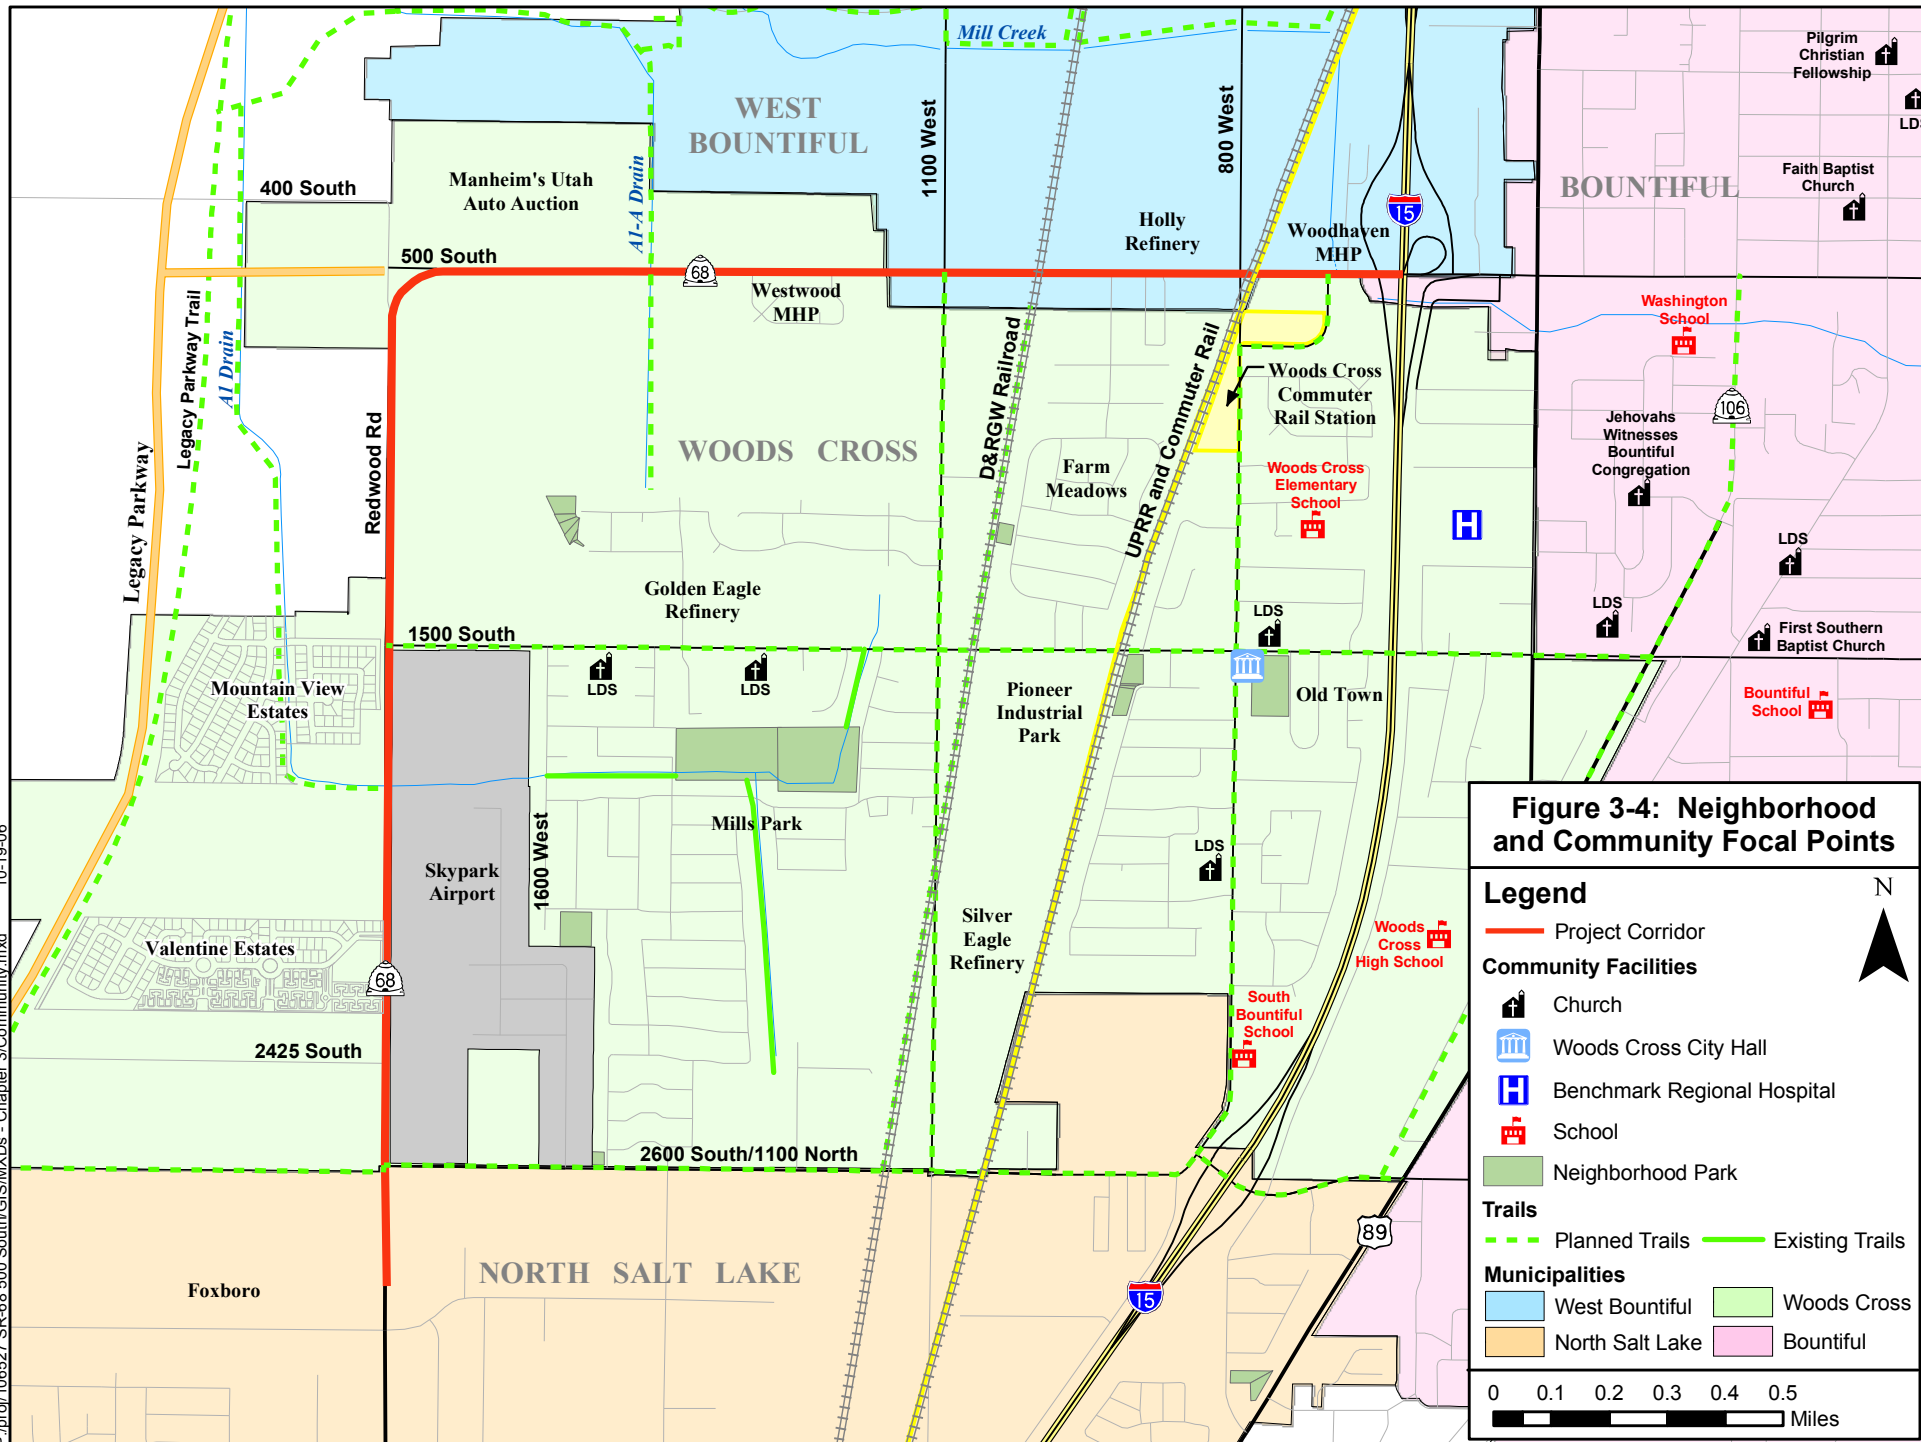 Mill Creek
Pilgrim
Christian
Fellowship
WEST
BOUNTIFUL
1100 West
800 West
Manheim's Utah
Auto Auction
400 South
A1-A Drain
Faith Baptist
Church
BOUNTIFUL
15
Holly
Refinery
Woodhaven
MHP
500 South
68
Westwood
MHP
Legacy Parkway Trail
A1 Drain
Washington
School
D&RGW Railroad
UPRR and Commuter Rail
Woods Cross
Commuter
Rail Station
106
Jehovahs
Witnesses
Bountiful
Congregation
Redwood Rd
Legacy Parkway
WOODS CROSS
Farm
Meadows
Woods Cross
Elementary
School
H
LDS
Golden Eagle
Refinery
LDS
LDS
1500 South
First Southern
Baptist Church
LDS
LDS
Mountain View
Estates
Pioneer
Industrial
Park
Old Town
Bountiful
School
Mills Park
1600 West
Skypark
Airport
LDS
Valentine Estates
68
Silver
Eagle
Refinery
Woods
Cross
High School
South
Bountiful
School
2425 South
2600 South/1100 North
89
NORTH SALT LAKE
Foxboro
15
Figure 3-4: Neighborhood
and Community Focal Points
Legend
N
Project Corridor
Community Facilities
Church
Woods Cross City Hall
H
Benchmark Regional Hospital
School
Neighborhood Park
Trails
Planned Trails
Existing Trails
Municipalities
West Bountiful
Woods Cross
North Salt Lake
Bountiful
0 0.1 0.2 0.3 0.4 0.5
Miles